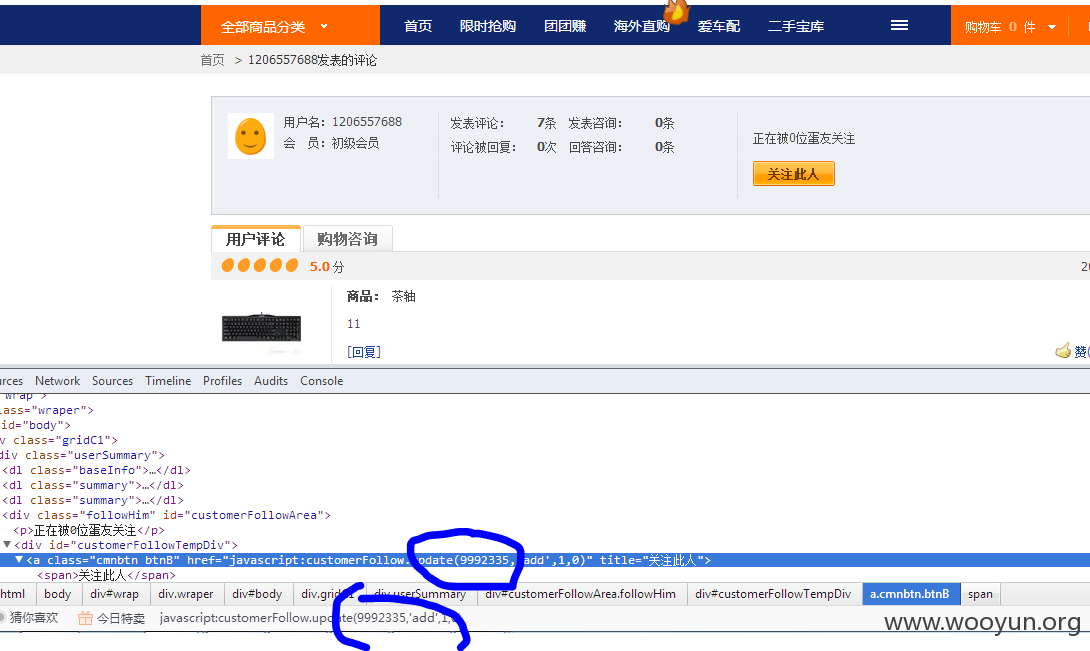 全部商品分类 首页 限时抢购 团团赚 海外直购 爱车配 二手宝库 购物车 0 件
首页 > 1206557688发表的评论
用户名：1206557688 发表评论： 7条 发表咨询： 0条
会 员：初级会员 评论被回复： 0次 回答咨询： 0条
正在被0位蛋友关注
关注此人
用户评论 购物咨询
5.0 分 20
商品： 茶轴
11
[回复] 赞(
urces Network Sources Timeline Profiles Audits Console
wrap">
lass="wraper">
id="body">
v class="gridC1">
div class="userSummary">
<dl class="baseInfo">…</dl>
<dl class="summary">…</dl>
<dl class="summary">…</dl>
<div class="followHim" id="customerFollowArea">
<p>正在被0位蛋友关注</p>
▼<div id="customerFollowTempDiv">
▼<a class="cmnbtn btnB" href="javascript:customerFollow.update(9992335,'add',1,0)" title="关注此人">
<span>关注此人</span>
html body div#wrap div.wraper div#body div.gridC1 div.userSummary div#customerFollowArea.followHim div#customerFollowTempDiv a.cmnbtn.btnB span
猜你喜欢 今日特卖 javascript:customerFollow.update(9992335,'add',1,
www.wooyun.org